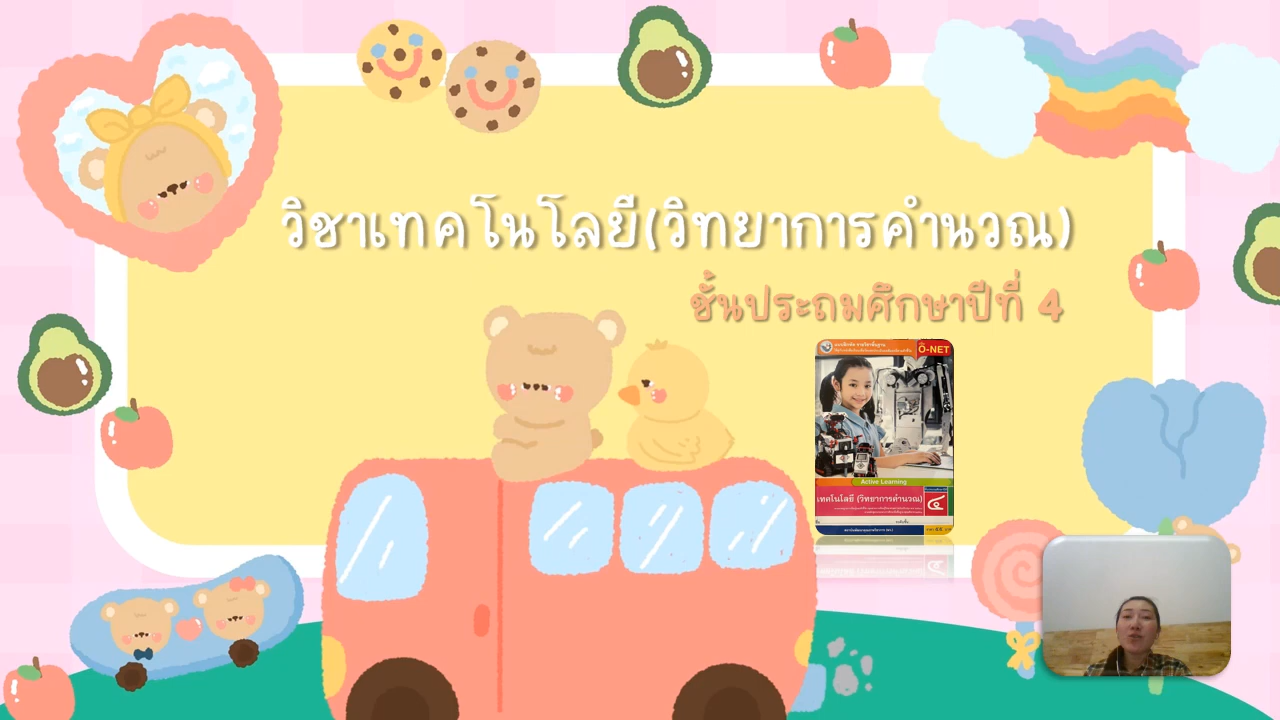 วิชาเทคโนโลยี(วิทยาการคำนวณ)
ชั้นประถมศึกษาปีที่ 4
O-NET
Active Learning
เทคโนโลยี (วิทยาการคำนวณ)
๔